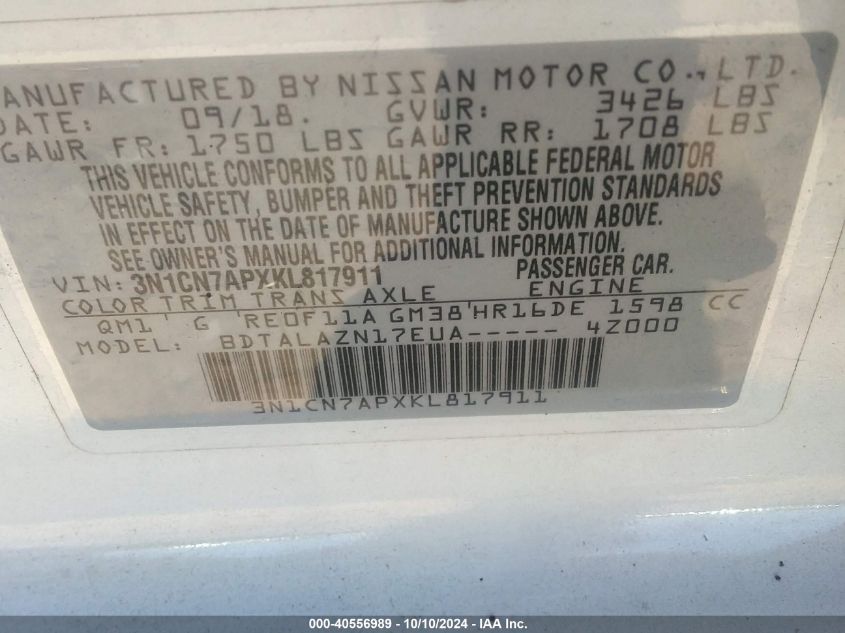 MANUFACTURED BY NISSAN MOTOR CO., LTD.
DATE: 09/18. GVWR: 3426 LBS
GAWR FR: 1750 LBS GAWR RR: 1708 LBS
THIS VEHICLE CONFORMS TO ALL APPLICABLE FEDERAL MOTOR
VEHICLE SAFETY, BUMPER AND THEFT PREVENTION STANDARDS
IN EFFECT ON THE DATE OF MANUFACTURE SHOWN ABOVE.
SEE OWNER'S MANUAL FOR ADDITIONAL INFORMATION.
VIN: 3N1CN7APXKL817911 PASSENGER CAR.
COLOR TRIM TRANS AXLE ENGINE
QM1 ' G ' RE0F11A GM38 ' HR16DE 1598 CC
MODEL: BDTALAZN17EUA----- 4Z000
3N1CN7APXKL817911
000-40556989 - 10/10/2024 - IAA Inc.